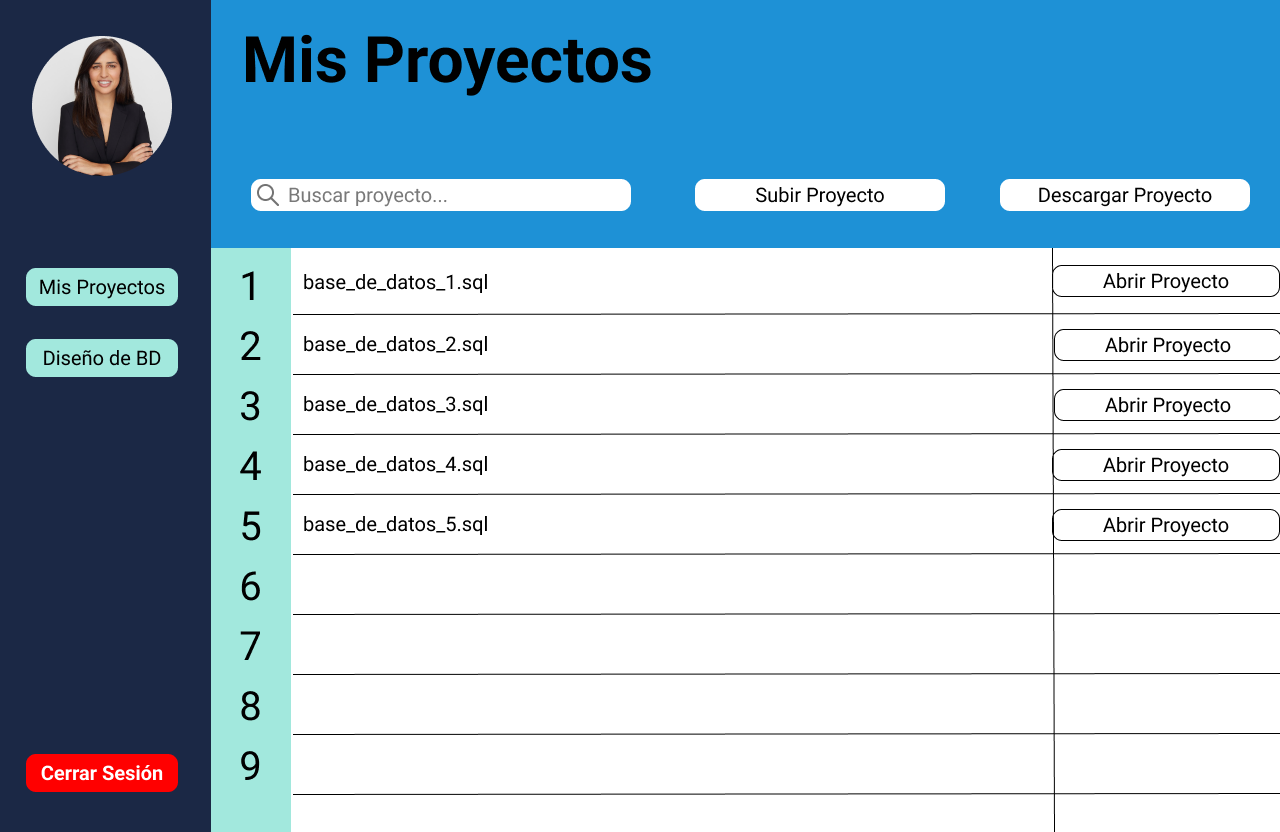 Mis Proyectos
Buscar proyecto...
Subir Proyecto
Descargar Proyecto
Mis Proyectos
Diseño de BD
Cerrar Sesión
1 base_de_datos_1.sql Abrir Proyecto
2 base_de_datos_2.sql Abrir Proyecto
3 base_de_datos_3.sql Abrir Proyecto
4 base_de_datos_4.sql Abrir Proyecto
5 base_de_datos_5.sql Abrir Proyecto
6
7
8
9